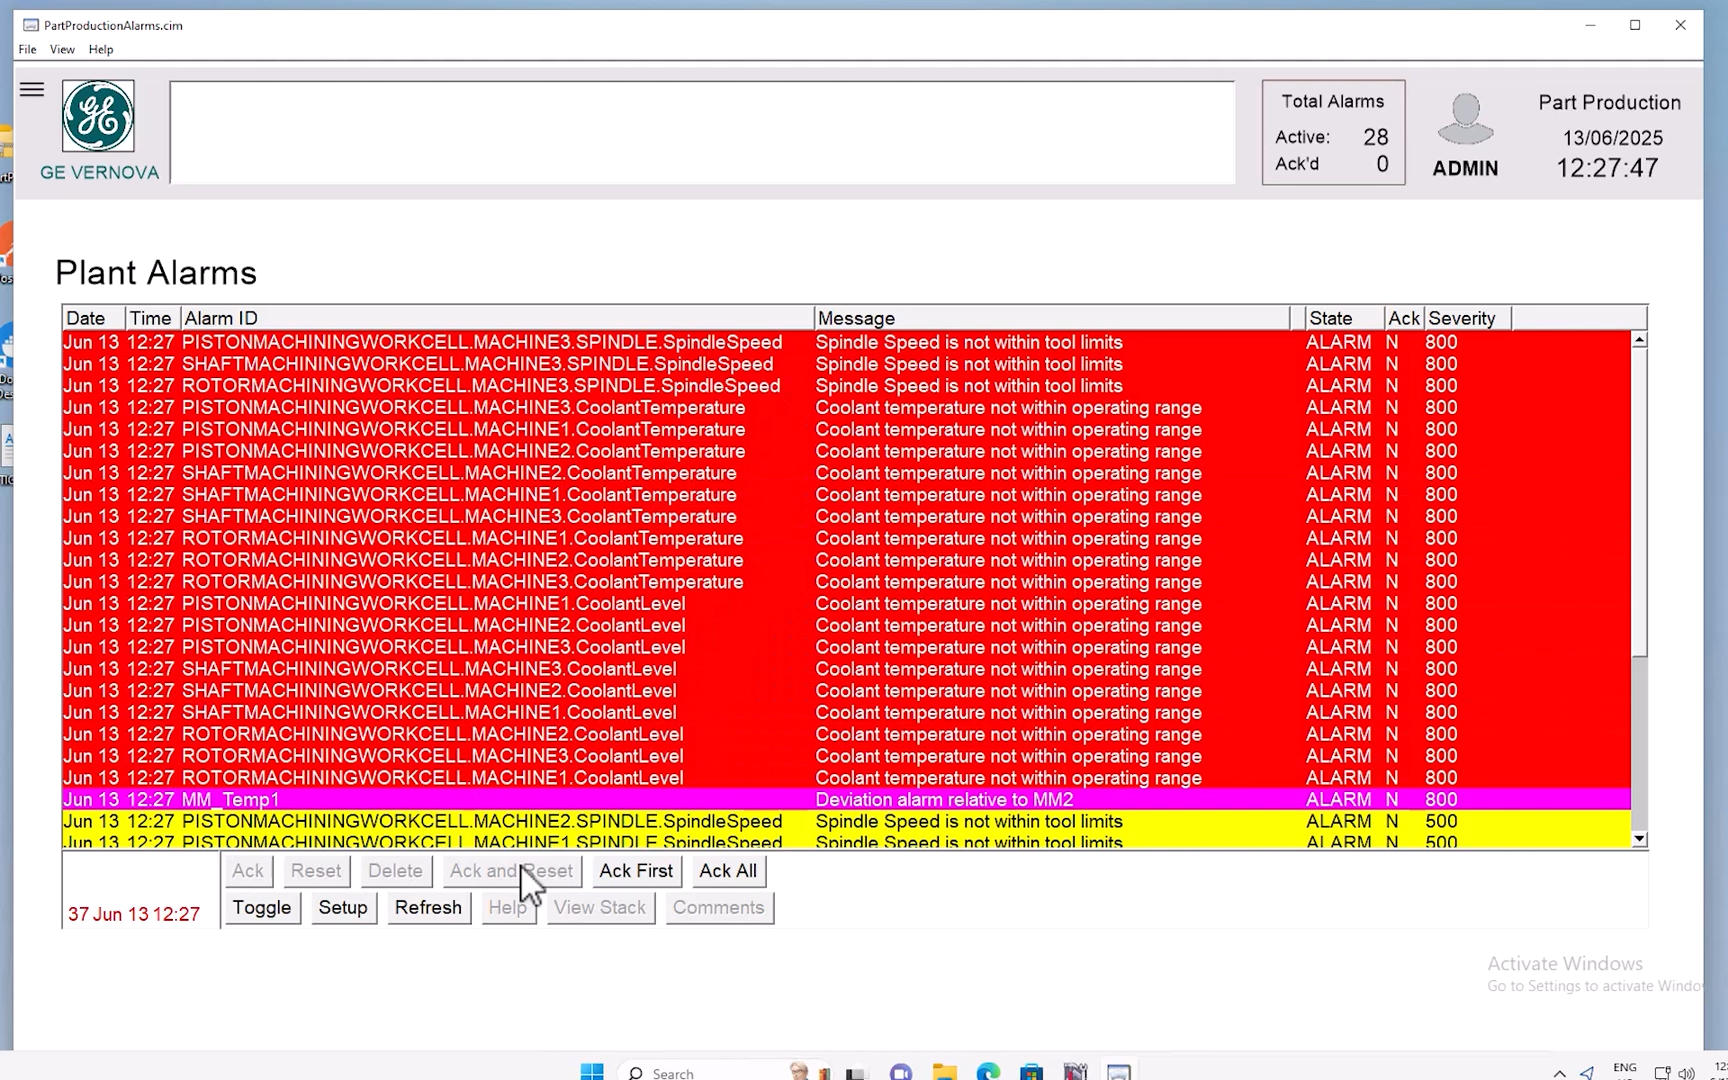 PartProductionAlarms.cim
File View Help
GE VERNOVA
Total Alarms
Active: 28
Ack'd 0
ADMIN
Part Production
13/06/2025
12:27:47
Plant Alarms
Date Time Alarm ID Message State Ack Severity
Jun 13 12:27 PISTONMACHININGWORKCELL.MACHINE3.SPINDLE.SpindleSpeed Spindle Speed is not within tool limits ALARM N 800
Jun 13 12:27 SHAFTMACHININGWORKCELL.MACHINE3.SPINDLE.SpindleSpeed Spindle Speed is not within tool limits ALARM N 800
Jun 13 12:27 ROTORMACHININGWORKCELL.MACHINE3.SPINDLE.SpindleSpeed Spindle Speed is not within tool limits ALARM N 800
Jun 13 12:27 PISTONMACHININGWORKCELL.MACHINE3.CoolantTemperature Coolant temperature not within operating range ALARM N 800
Jun 13 12:27 PISTONMACHININGWORKCELL.MACHINE1.CoolantTemperature Coolant temperature not within operating range ALARM N 800
Jun 13 12:27 PISTONMACHININGWORKCELL.MACHINE2.CoolantTemperature Coolant temperature not within operating range ALARM N 800
Jun 13 12:27 SHAFTMACHININGWORKCELL.MACHINE2.CoolantTemperature Coolant temperature not within operating range ALARM N 800
Jun 13 12:27 SHAFTMACHININGWORKCELL.MACHINE1.CoolantTemperature Coolant temperature not within operating range ALARM N 800
Jun 13 12:27 SHAFTMACHININGWORKCELL.MACHINE3.CoolantTemperature Coolant temperature not within operating range ALARM N 800
Jun 13 12:27 ROTORMACHININGWORKCELL.MACHINE1.CoolantTemperature Coolant temperature not within operating range ALARM N 800
Jun 13 12:27 ROTORMACHININGWORKCELL.MACHINE2.CoolantTemperature Coolant temperature not within operating range ALARM N 800
Jun 13 12:27 ROTORMACHININGWORKCELL.MACHINE3.CoolantTemperature Coolant temperature not within operating range ALARM N 800
Jun 13 12:27 PISTONMACHININGWORKCELL.MACHINE1.CoolantLevel Coolant temperature not within operating range ALARM N 800
Jun 13 12:27 PISTONMACHININGWORKCELL.MACHINE2.CoolantLevel Coolant temperature not within operating range ALARM N 800
Jun 13 12:27 PISTONMACHININGWORKCELL.MACHINE3.CoolantLevel Coolant temperature not within operating range ALARM N 800
Jun 13 12:27 SHAFTMACHININGWORKCELL.MACHINE3.CoolantLevel Coolant temperature not within operating range ALARM N 800
Jun 13 12:27 SHAFTMACHININGWORKCELL.MACHINE2.CoolantLevel Coolant temperature not within operating range ALARM N 800
Jun 13 12:27 SHAFTMACHININGWORKCELL.MACHINE1.CoolantLevel Coolant temperature not within operating range ALARM N 800
Jun 13 12:27 ROTORMACHININGWORKCELL.MACHINE2.CoolantLevel Coolant temperature not within operating range ALARM N 800
Jun 13 12:27 ROTORMACHININGWORKCELL.MACHINE3.CoolantLevel Coolant temperature not within operating range ALARM N 800
Jun 13 12:27 ROTORMACHININGWORKCELL.MACHINE1.CoolantLevel Coolant temperature not within operating range ALARM N 800
Jun 13 12:27 MM_Temp1 Deviation alarm relative to MM2 ALARM N 800
Jun 13 12:27 PISTONMACHININGWORKCELL.MACHINE2.SPINDLE.SpindleSpeed Spindle Speed is not within tool limits ALARM N 500
Jun 13 12:27 PISTONMACHININGWORKCELL.MACHINE1.SPINDLE.SpindleSpeed Spindle Speed is not within tool limits ALARM N 500
Ack Reset Delete Ack and Reset Ack First Ack All
37 Jun 13 12:27 Toggle Setup Refresh Help View Stack Comments
Activate Windows
Go to Settings to activate Windo
Search
ENG